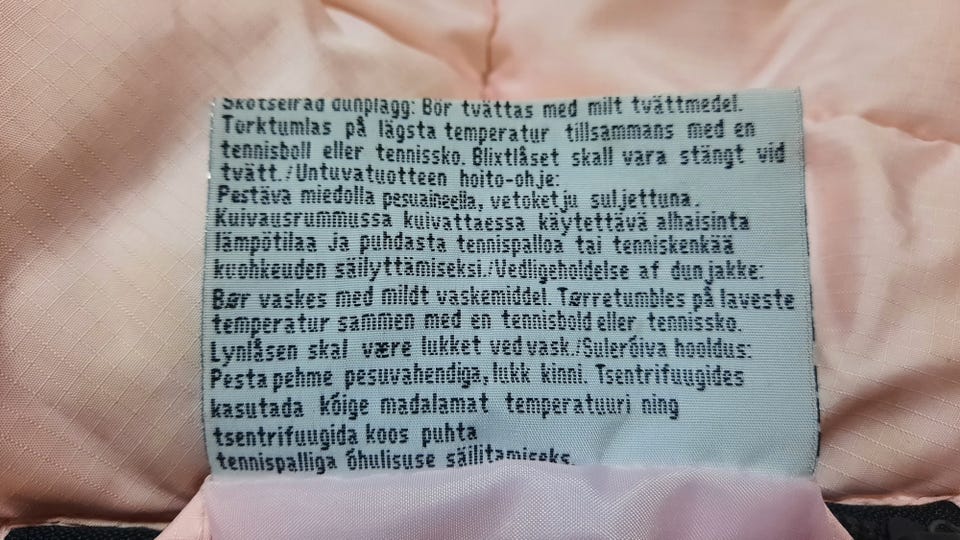 Skötselråd dunplagg: Bör tvättas med milt tvättmedel.
Torktumlas på lägsta temperatur tillsammans med en
tennisboll eller tennissko. Blixtlåset skall vara stängt vid
tvätt./Untuvatuotteen hoito-ohje:
Pestävä miedolla pesuaineella, vetoketju suljettuna.
Kuivausrummussa kuivattaessa käytettävä alhaisinta
lämpötilaa ja puhdasta tennispalloa tai tenniskenkää
kuohkeuden säilyttämiseksi./Vedligeholdelse af dunjakke:
Bør vaskes med mildt vaskemiddel. Tørretumbles på laveste
temperatur sammen med en tennisbold eller tennissko.
Lynlåsen skal være lukket ved vask./Sulerõiva hooldus:
Pesta pehme pesuvahendiga, lukk kinni. Tsentrifuugides
kasutada kõige madalamat temperatuuri ning
tsentrifuugida koos puhta
tennispalliga õhulisuse säilitamiseks.